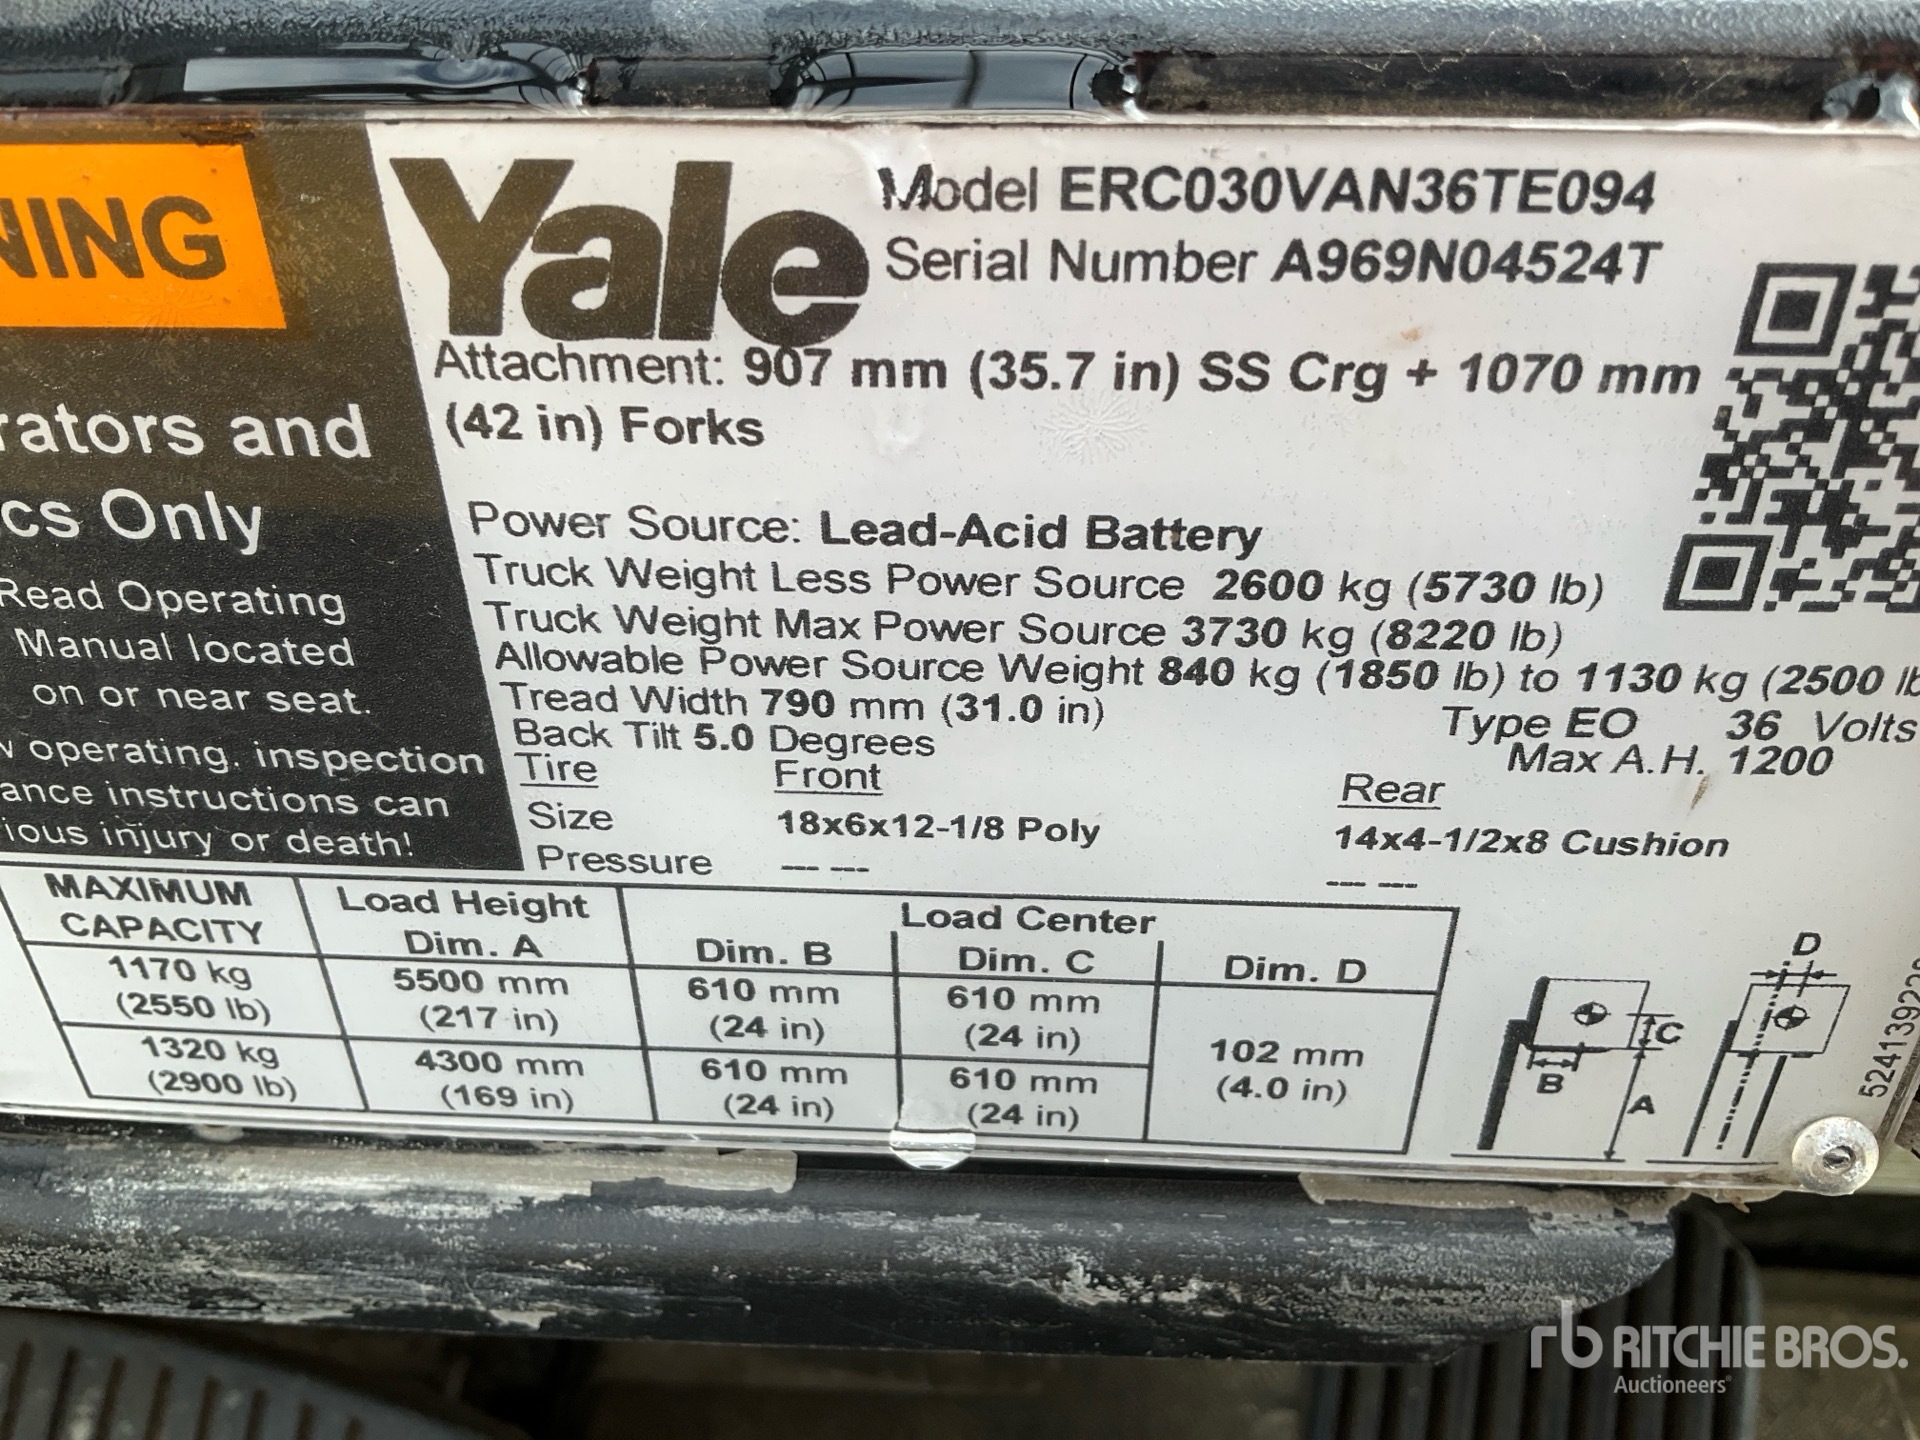 NING
rators and
cs Only
Read Operating
Manual located
on or near seat.
operating, inspection
ance instructions can
ious injury or death!
Yale
Model ERC030VAN36TE094
Serial Number A969N04524T
Attachment: 907 mm (35.7 in) SS Crg + 1070 mm
(42 in) Forks
Power Source: Lead-Acid Battery
Truck Weight Less Power Source 2600 kg (5730 lb)
Truck Weight Max Power Source 3730 kg (8220 lb)
Allowable Power Source Weight 840 kg (1850 lb) to 1130 kg (2500 lb
Tread Width 790 mm (31.0 in)
Type EO 36 Volts
Back Tilt 5.0 Degrees
Max A.H. 1200
Tire Front Rear
Size 18x6x12-1/8 Poly 14x4-1/2x8 Cushion
Pressure --- --- --- ---
MAXIMUM CAPACITY
Load Height
Dim. A
Load Center
Dim. B Dim. C Dim. D
1170 kg 5500 mm 610 mm 610 mm
(2550 lb) (217 in) (24 in) (24 in)
102 mm
(4.0 in)
1320 kg 4300 mm 610 mm 610 mm
(2900 lb) (169 in) (24 in) (24 in)
D
C
B
A
rb RITCHIE BROS.
Auctioneers